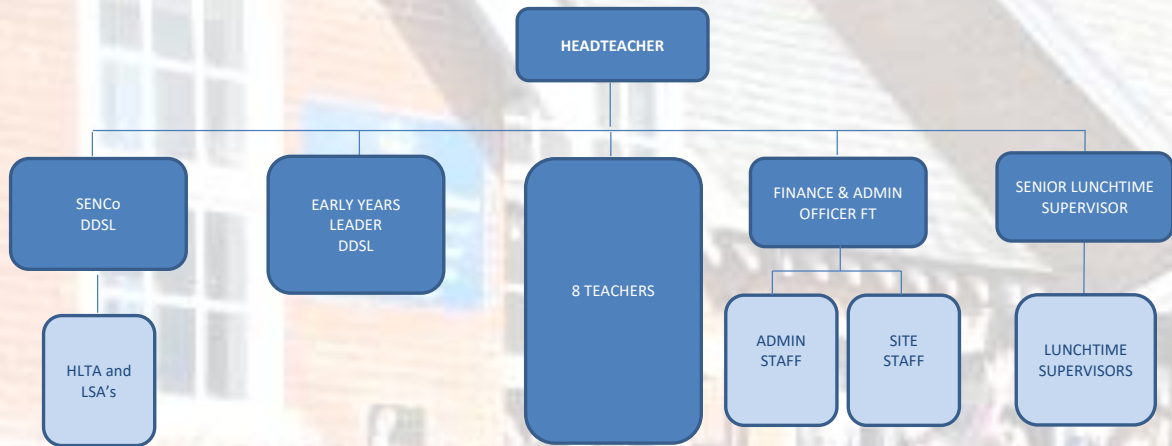 HEADTEACHER
SENCo
DDSL
EARLY YEARS
LEADER
DDSL
8 TEACHERS
FINANCE & ADMIN
OFFICER FT
SENIOR LUNCHTIME
SUPERVISOR
HLTA and
LSA's
ADMIN
STAFF
SITE
STAFF
LUNCHTIME
SUPERVISORS